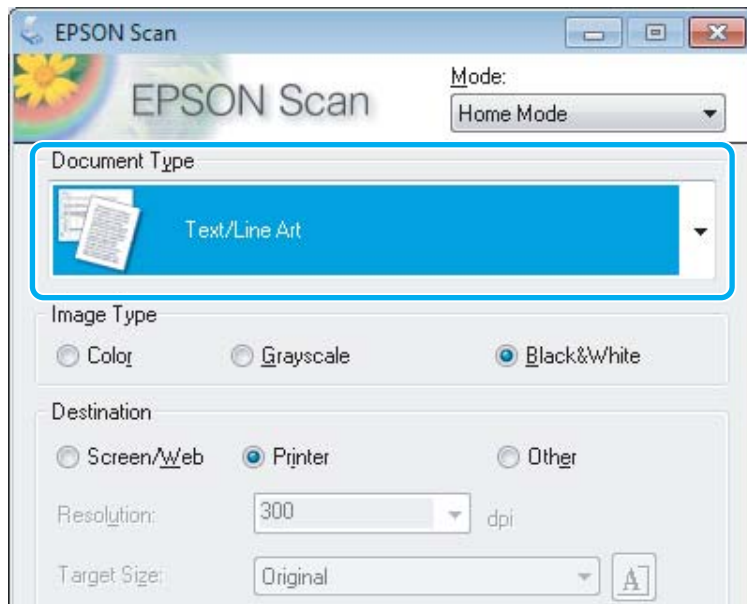 EPSON Scan
EPSON Scan
Mode:
Home Mode
Document Type
Text/Line Art
Image Type
Color
Grayscale
Black&White
Destination
Screen/Web
Printer
Other
Resolution:
300
dpi
Target Size:
Original
A